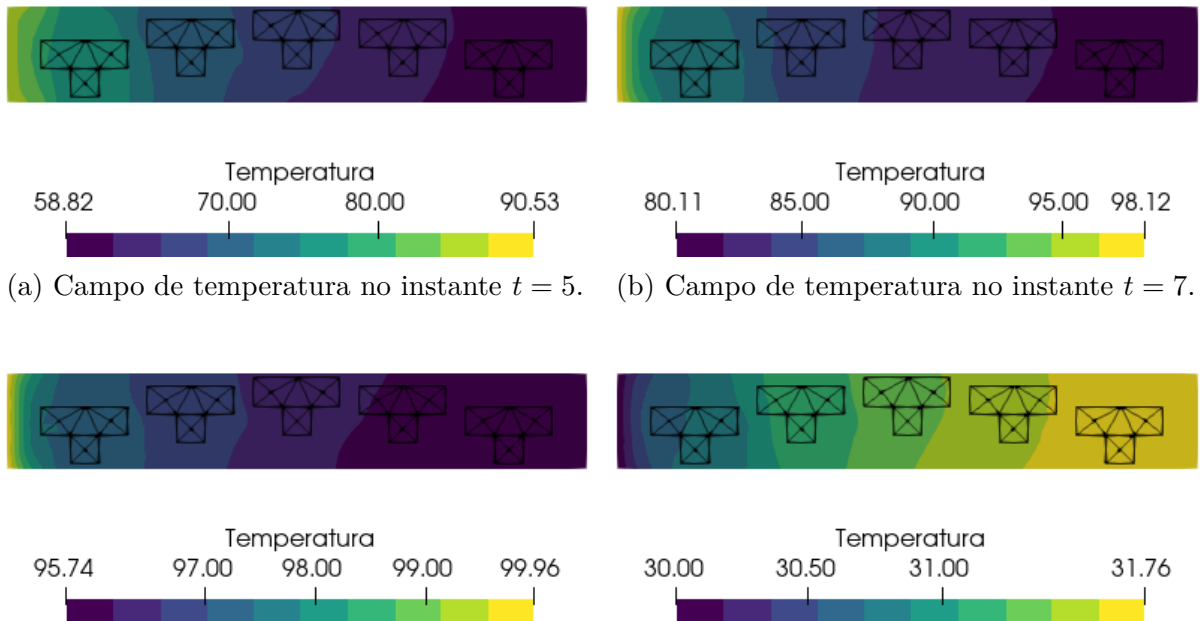 Temperatura
58.82 70.00 80.00 90.53
(a) Campo de temperatura no instante t = 5.
Temperatura
80.11 85.00 90.00 95.00 98.12
(b) Campo de temperatura no instante t = 7.
Temperatura
95.74 97.00 98.00 99.00 99.96
Temperatura
30.00 30.50 31.00 31.76